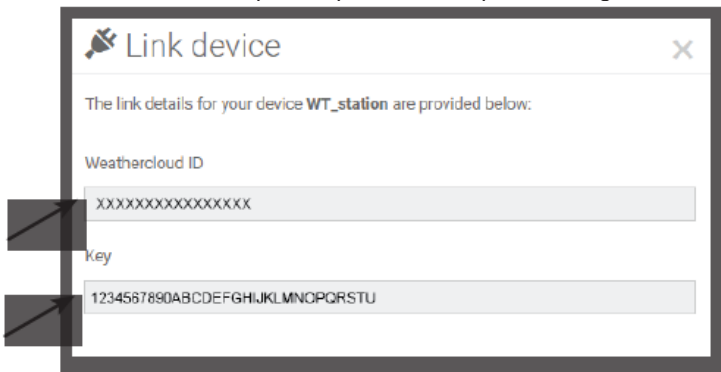 Link device
The link details for your device WT_station are provided below:
Weathercloud ID
XXXXXXXXXXXXXXXX
Key
1234567890ABCDEFGHIJKLMNOPQRSTU